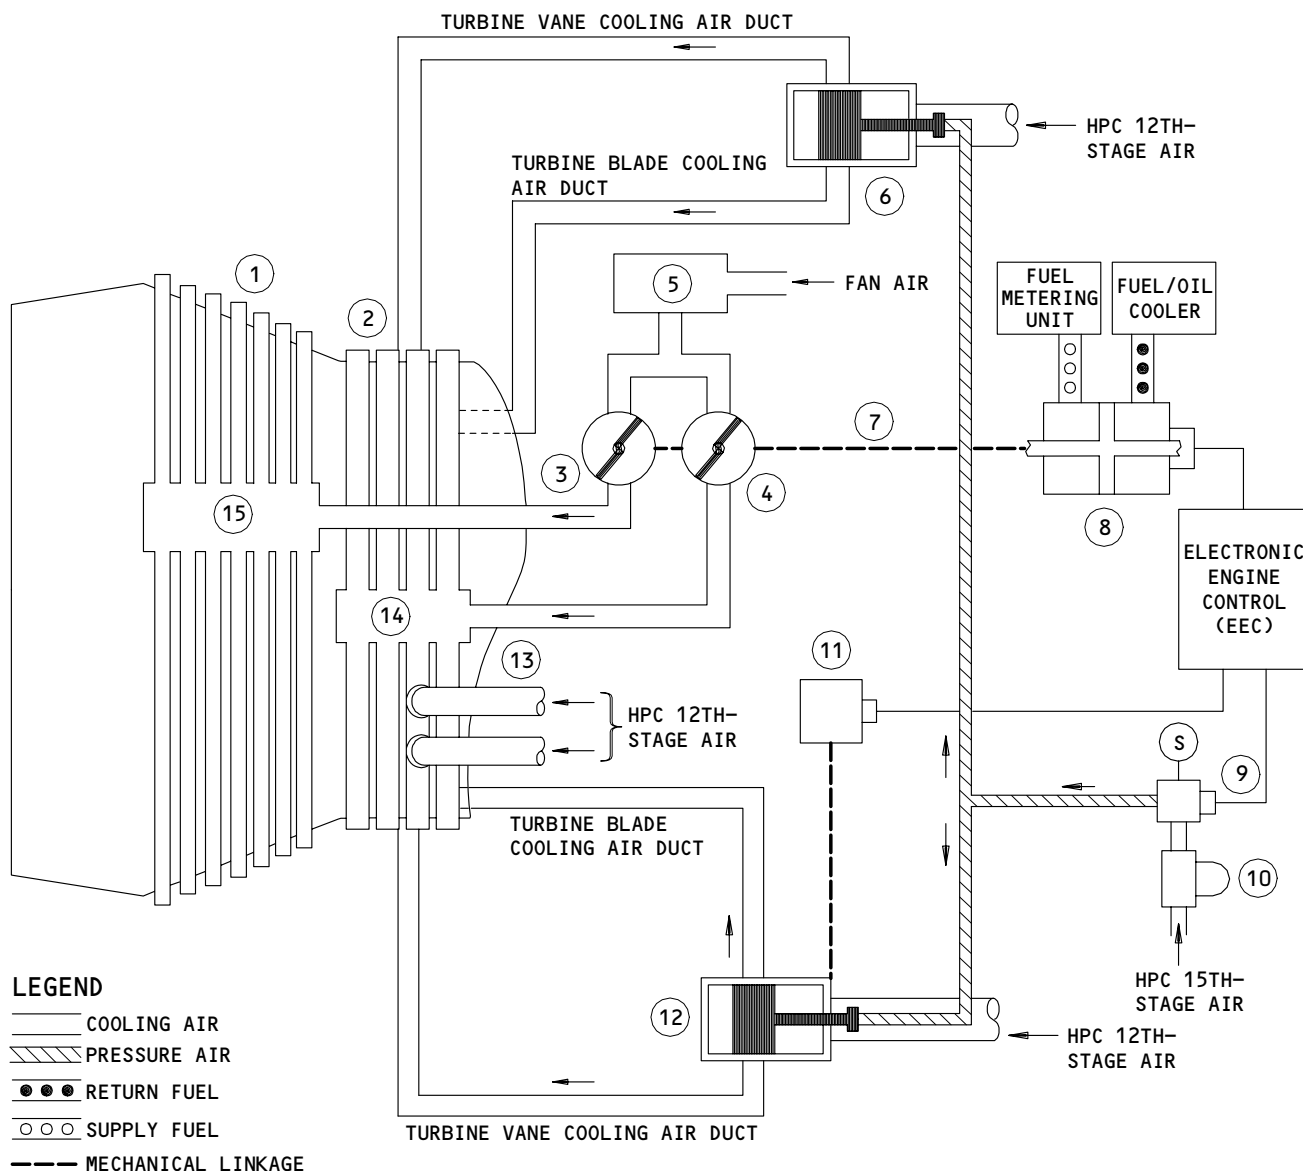 TURBINE VANE COOLING AIR DUCT
HPC 12TH-
STAGE AIR
TURBINE BLADE COOLING
AIR DUCT
6
1
5
FAN AIR
FUEL
METERING
UNIT
FUEL/OIL
COOLER
2
7
3
4
15
8
ELECTRONIC
ENGINE
CONTROL
(EEC)
14
13
11
HPC 12TH-
STAGE AIR
S
9
TURBINE BLADE
COOLING AIR DUCT
10
HPC 15TH-
STAGE AIR
12
HPC 12TH-
STAGE AIR
TURBINE VANE COOLING AIR DUCT
LEGEND
COOLING AIR
PRESSURE AIR
RETURN FUEL
SUPPLY FUEL
MECHANICAL LINKAGE